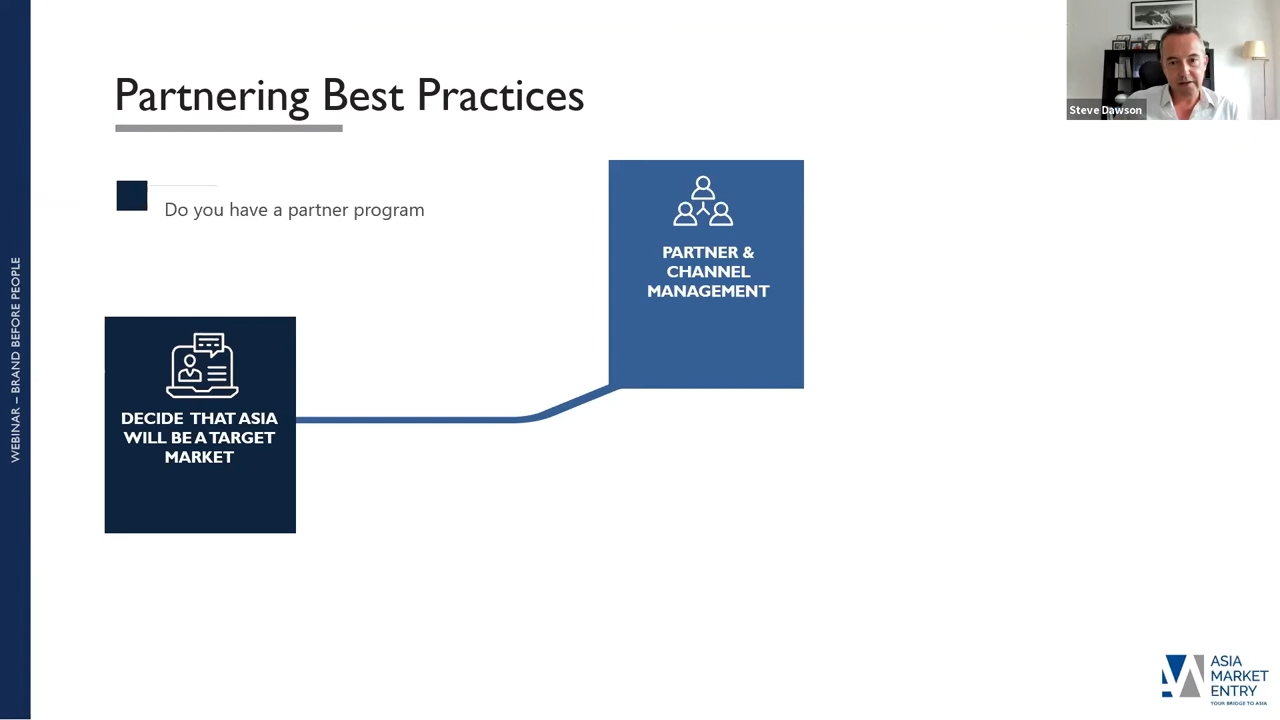 Partnering Best Practices
Steve Dawson
Do you have a partner program
PARTNER &
CHANNEL
MANAGEMENT
DECIDE THAT ASIA
WILL BE A TARGET
MARKET
WEBINAR – BRAND BEFORE PEOPLE
ASIA
MARKET
ENTRY
YOUR BRIDGE TO ASIA